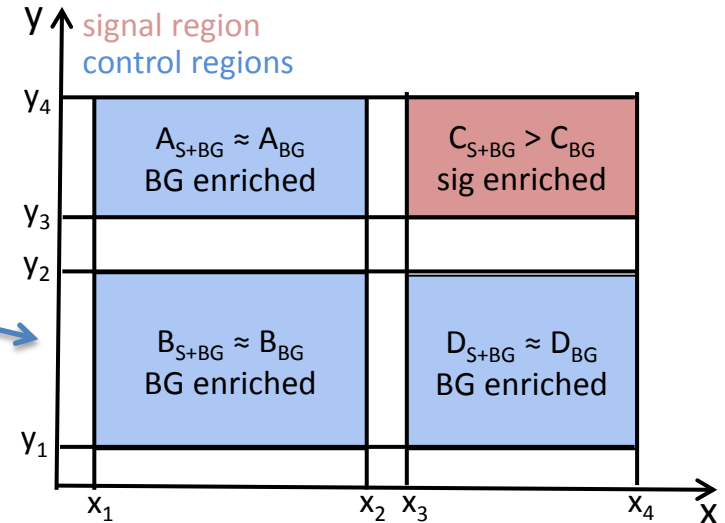 y
signal region
control regions
y₄
A_S+BG ≈ A_BG
BG enriched
C_S+BG > C_BG
sig enriched
y₃
y₂
B_S+BG ≈ B_BG
BG enriched
D_S+BG ≈ D_BG
BG enriched
y₁
x₁
x₂
x₃
x₄
x